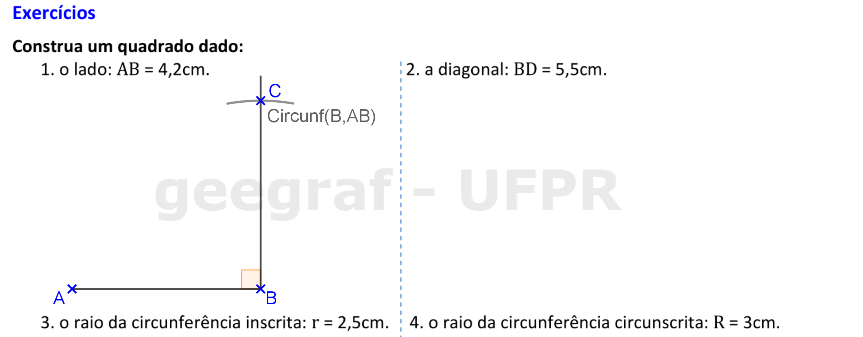 Exercícios
Construa um quadrado dado:
1. o lado: AB = 4,2cm.
2. a diagonal: BD = 5,5cm.
C
Circunf(B,AB)
geegraf - UFPR
A
B
3. o raio da circunferência inscrita: r = 2,5cm.
4. o raio da circunferência circunscrita: R = 3cm.